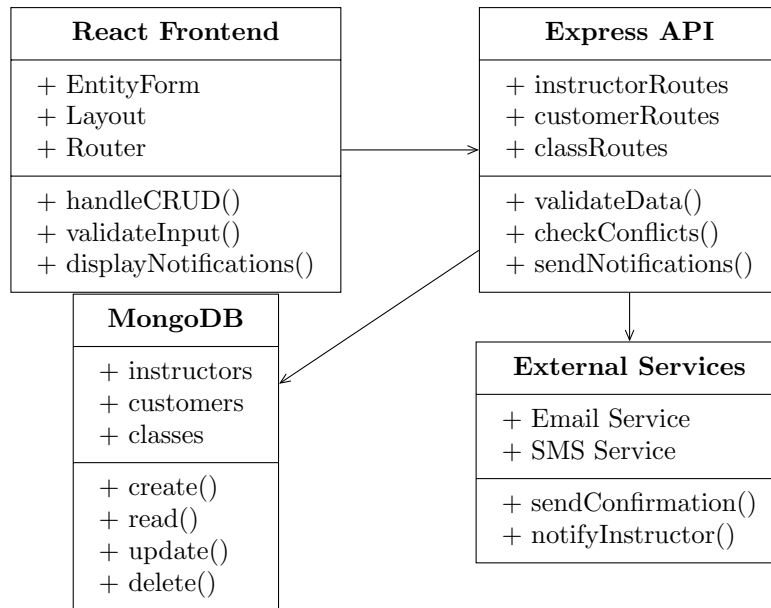 React Frontend
+ EntityForm
+ Layout
+ Router
+ handleCRUD()
+ validateInput()
+ displayNotifications()
Express API
+ instructorRoutes
+ customerRoutes
+ classRoutes
+ validateData()
+ checkConflicts()
+ sendNotifications()
MongoDB
+ instructors
+ customers
+ classes
+ create()
+ read()
+ update()
+ delete()
External Services
+ Email Service
+ SMS Service
+ sendConfirmation()
+ notifyInstructor()